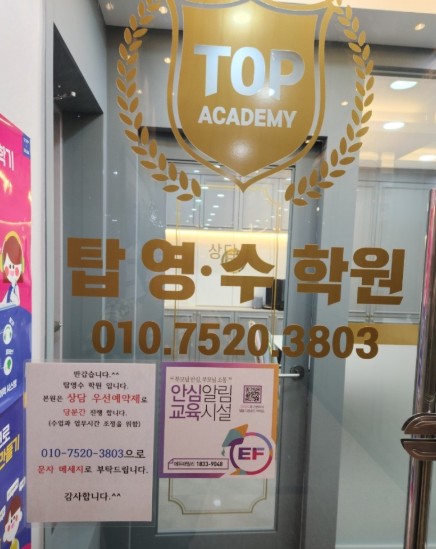 TOP
ACADEMY
탑영·수학원
상담
010.7520.3803
반갑습니다.^^
탑영수 학원 입니다.
본원은 상담 우선예약제로
당분간 진행 합니다.
(수업과 업무시간 조정을 위함)
010-7520-3803으로
문자 메세지로 부탁드립니다.
감사합니다.^^
안심알림
교육시설
1833-9048
EF